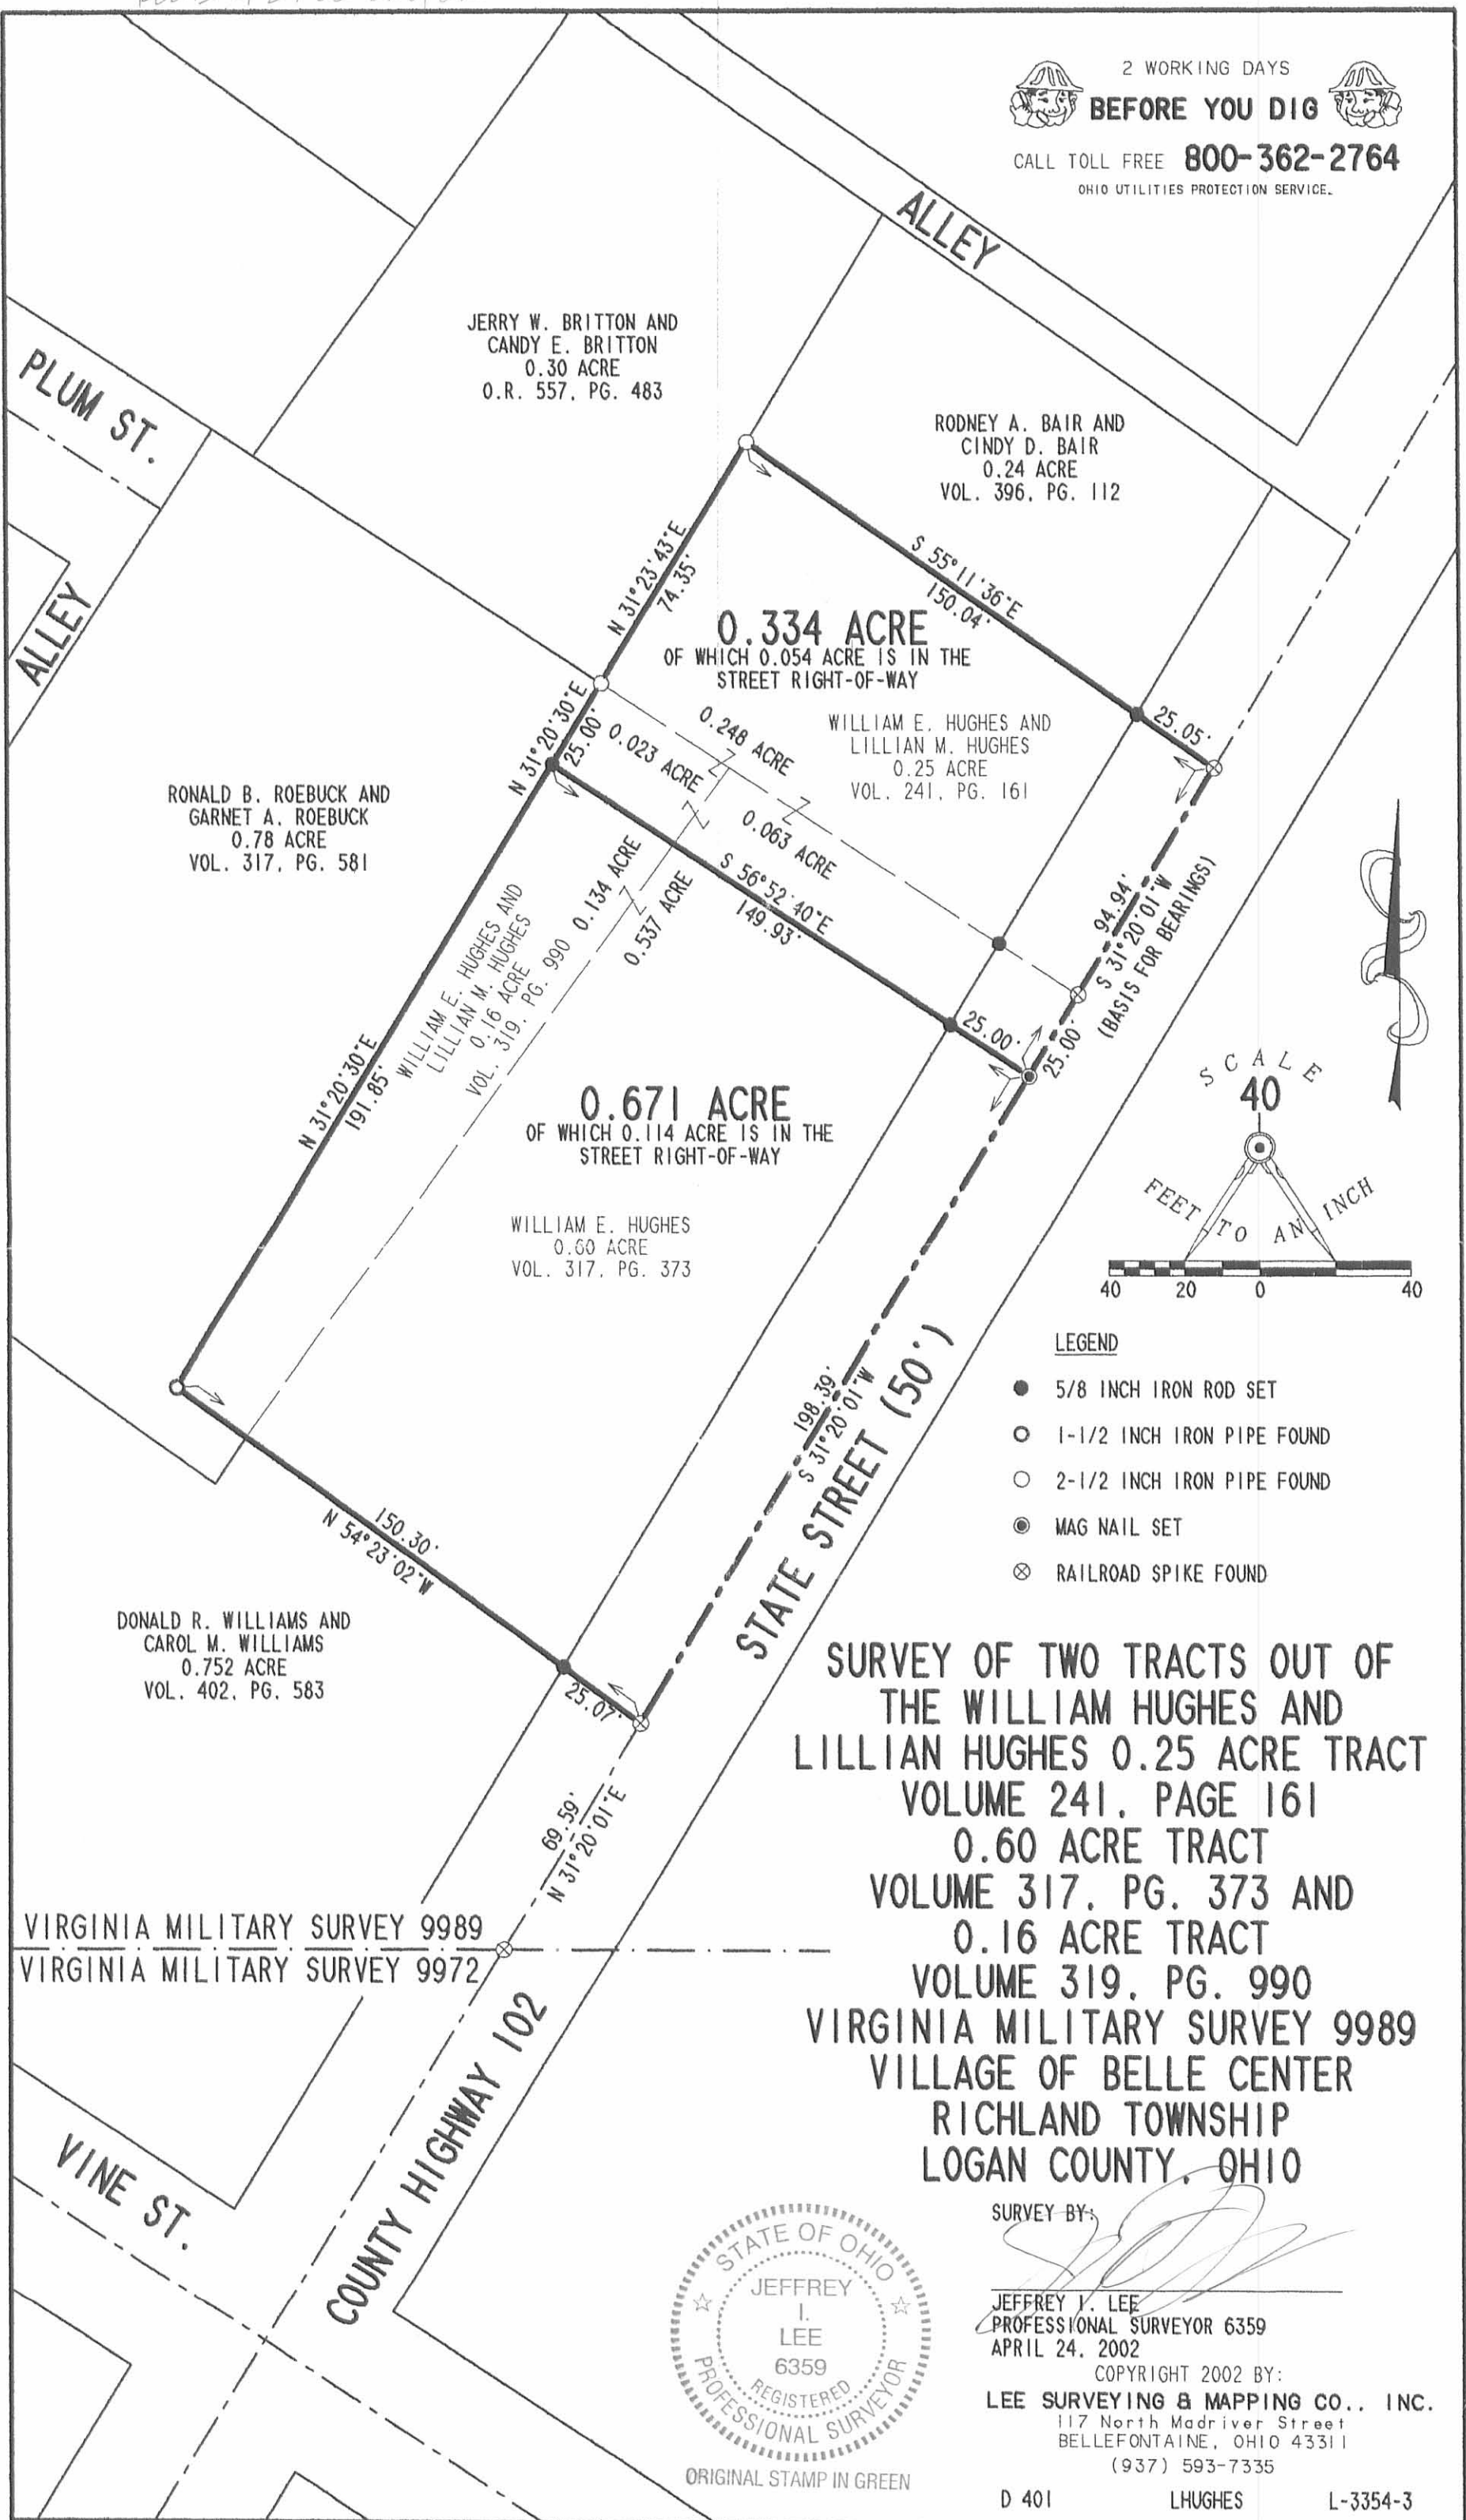 2 WORKING DAYS
BEFORE YOU DIG
CALL TOLL FREE 800-362-2764
OHIO UTILITIES PROTECTION SERVICE.
ALLEY
JERRY W. BRITTON AND
CANDY E. BRITTON
0.30 ACRE
O.R. 557, PG. 483
PLUM ST.
RODNEY A. BAIR AND
CINDY D. BAIR
0.24 ACRE
VOL. 396, PG. 112
ALLEY
N 31°23'43"E
74.35'
S 55°11'36"E
150.04'
25.05'
0.334 ACRE
OF WHICH 0.054 ACRE IS IN THE
STREET RIGHT-OF-WAY
N 31°20'30"E
25.00'
0.248 ACRE
0.023 ACRE
0.063 ACRE
WILLIAM E. HUGHES AND
LILLIAN M. HUGHES
0.25 ACRE
VOL. 241, PG. 161
RONALD B. ROEBUCK AND
GARNET A. ROEBUCK
0.78 ACRE
VOL. 317, PG. 581
S 56°52'40"E
149.93'
25.00'
94.94'
S 31°20'01"W
(BASIS FOR BEARINGS)
25.00'
0.134 ACRE
0.537 ACRE
WILLIAM E. HUGHES AND
LILLIAN M. HUGHES
0.16 ACRE
VOL. 319, PG. 990
N 31°20'30"E
191.85'
0.671 ACRE
OF WHICH 0.114 ACRE IS IN THE
STREET RIGHT-OF-WAY
WILLIAM E. HUGHES
0.60 ACRE
VOL. 317, PG. 373
SCALE
40
FEET TO AN INCH
40 20 0 40
LEGEND
5/8 INCH IRON ROD SET
1-1/2 INCH IRON PIPE FOUND
2-1/2 INCH IRON PIPE FOUND
MAG NAIL SET
RAILROAD SPIKE FOUND
198.39'
S 31°20'01"W
STATE STREET (50')
150.30'
N 54°23'02"W
25.07'
DONALD R. WILLIAMS AND
CAROL M. WILLIAMS
0.752 ACRE
VOL. 402, PG. 583
69.59'
N 31°20'01"E
VIRGINIA MILITARY SURVEY 9989
VIRGINIA MILITARY SURVEY 9972
COUNTY HIGHWAY 102
VINE ST.
SURVEY OF TWO TRACTS OUT OF
THE WILLIAM HUGHES AND
LILLIAN HUGHES 0.25 ACRE TRACT
VOLUME 241, PAGE 161
0.60 ACRE TRACT
VOLUME 317, PG. 373 AND
0.16 ACRE TRACT
VOLUME 319, PG. 990
VIRGINIA MILITARY SURVEY 9989
VILLAGE OF BELLE CENTER
RICHLAND TOWNSHIP
LOGAN COUNTY, OHIO
SURVEY BY:
JEFFREY I. LEE
PROFESSIONAL SURVEYOR 6359
APRIL 24, 2002
COPYRIGHT 2002 BY:
LEE SURVEYING & MAPPING CO., INC.
117 North Madriver Street
BELLEFONTAINE, OHIO 43311
(937) 593-7335
STATE OF OHIO
JEFFREY
I.
LEE
6359
REGISTERED
PROFESSIONAL SURVEYOR
ORIGINAL STAMP IN GREEN
D 401 LHUGHES L-3354-3